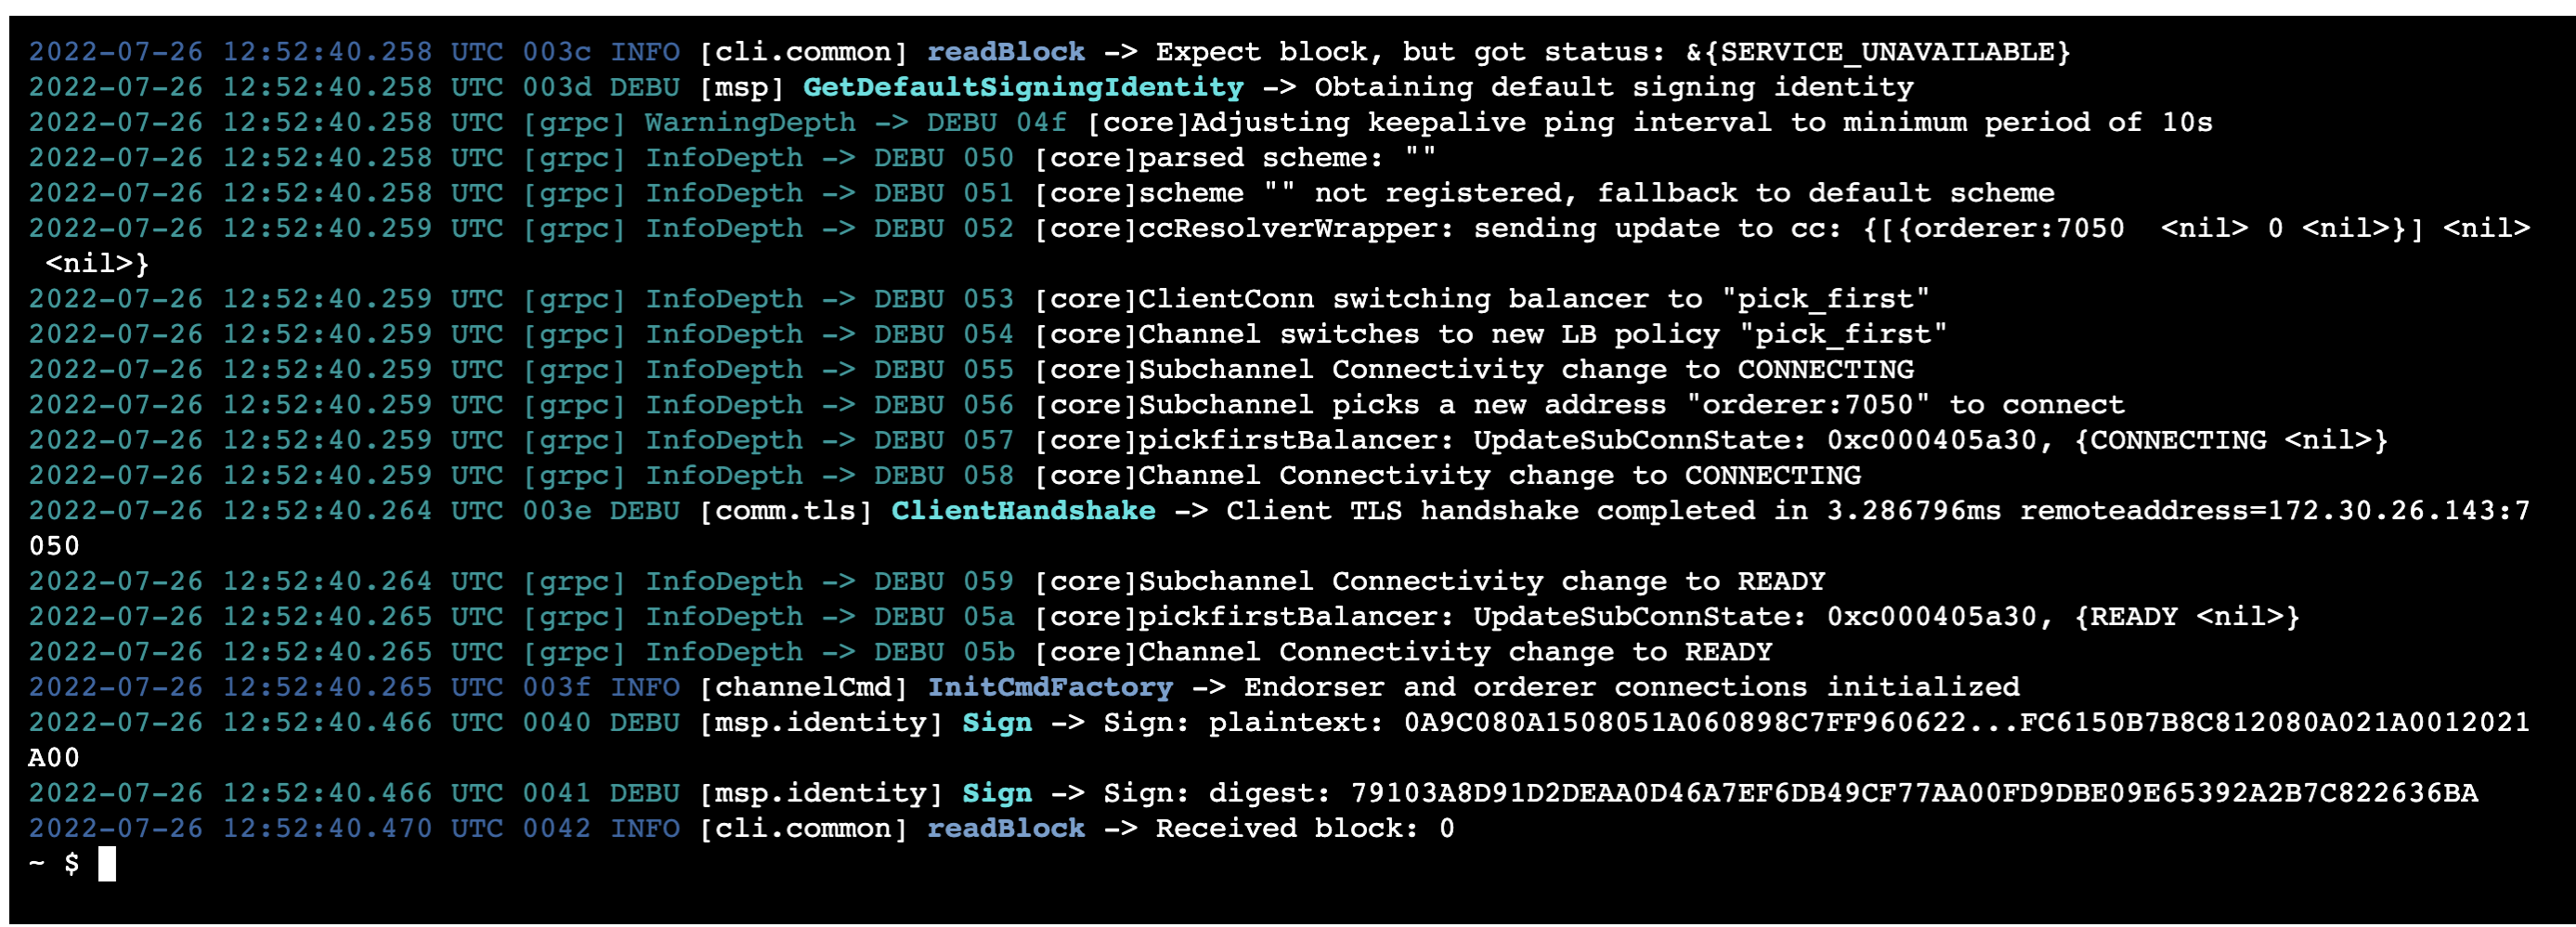 2022-07-26 12:52:40.258 UTC 003c INFO [cli.common] readBlock -> Expect block, but got status: &{SERVICE_UNAVAILABLE}
2022-07-26 12:52:40.258 UTC 003d DEBU [msp] GetDefaultSigningIdentity -> Obtaining default signing identity
2022-07-26 12:52:40.258 UTC [grpc] WarningDepth -> DEBU 04f [core]Adjusting keepalive ping interval to minimum period of 10s
2022-07-26 12:52:40.258 UTC [grpc] InfoDepth -> DEBU 050 [core]parsed scheme: ""
2022-07-26 12:52:40.258 UTC [grpc] InfoDepth -> DEBU 051 [core]scheme "" not registered, fallback to default scheme
2022-07-26 12:52:40.259 UTC [grpc] InfoDepth -> DEBU 052 [core]ccResolverWrapper: sending update to cc: {[{orderer:7050  <nil> 0 <nil>}] <nil>
 <nil>}
2022-07-26 12:52:40.259 UTC [grpc] InfoDepth -> DEBU 053 [core]ClientConn switching balancer to "pick_first"
2022-07-26 12:52:40.259 UTC [grpc] InfoDepth -> DEBU 054 [core]Channel switches to new LB policy "pick_first"
2022-07-26 12:52:40.259 UTC [grpc] InfoDepth -> DEBU 055 [core]Subchannel Connectivity change to CONNECTING
2022-07-26 12:52:40.259 UTC [grpc] InfoDepth -> DEBU 056 [core]Subchannel picks a new address "orderer:7050" to connect
2022-07-26 12:52:40.259 UTC [grpc] InfoDepth -> DEBU 057 [core]pickfirstBalancer: UpdateSubConnState: 0xc000405a30, {CONNECTING <nil>}
2022-07-26 12:52:40.259 UTC [grpc] InfoDepth -> DEBU 058 [core]Channel Connectivity change to CONNECTING
2022-07-26 12:52:40.264 UTC 003e DEBU [comm.tls] ClientHandshake -> Client TLS handshake completed in 3.286796ms remoteaddress=172.30.26.143:7
050
2022-07-26 12:52:40.264 UTC [grpc] InfoDepth -> DEBU 059 [core]Subchannel Connectivity change to READY
2022-07-26 12:52:40.265 UTC [grpc] InfoDepth -> DEBU 05a [core]pickfirstBalancer: UpdateSubConnState: 0xc000405a30, {READY <nil>}
2022-07-26 12:52:40.265 UTC [grpc] InfoDepth -> DEBU 05b [core]Channel Connectivity change to READY
2022-07-26 12:52:40.265 UTC 003f INFO [channelCmd] InitCmdFactory -> Endorser and orderer connections initialized
2022-07-26 12:52:40.466 UTC 0040 DEBU [msp.identity] Sign -> Sign: plaintext: 0A9C080A1508051A060898C7FF960622...FC6150B7B8C812080A021A0012021
A00
2022-07-26 12:52:40.466 UTC 0041 DEBU [msp.identity] Sign -> Sign: digest: 79103A8D91D2DEAA0D46A7EF6DB49CF77AA00FD9DBE09E65392A2B7C822636BA
2022-07-26 12:52:40.470 UTC 0042 INFO [cli.common] readBlock -> Received block: 0
~ $